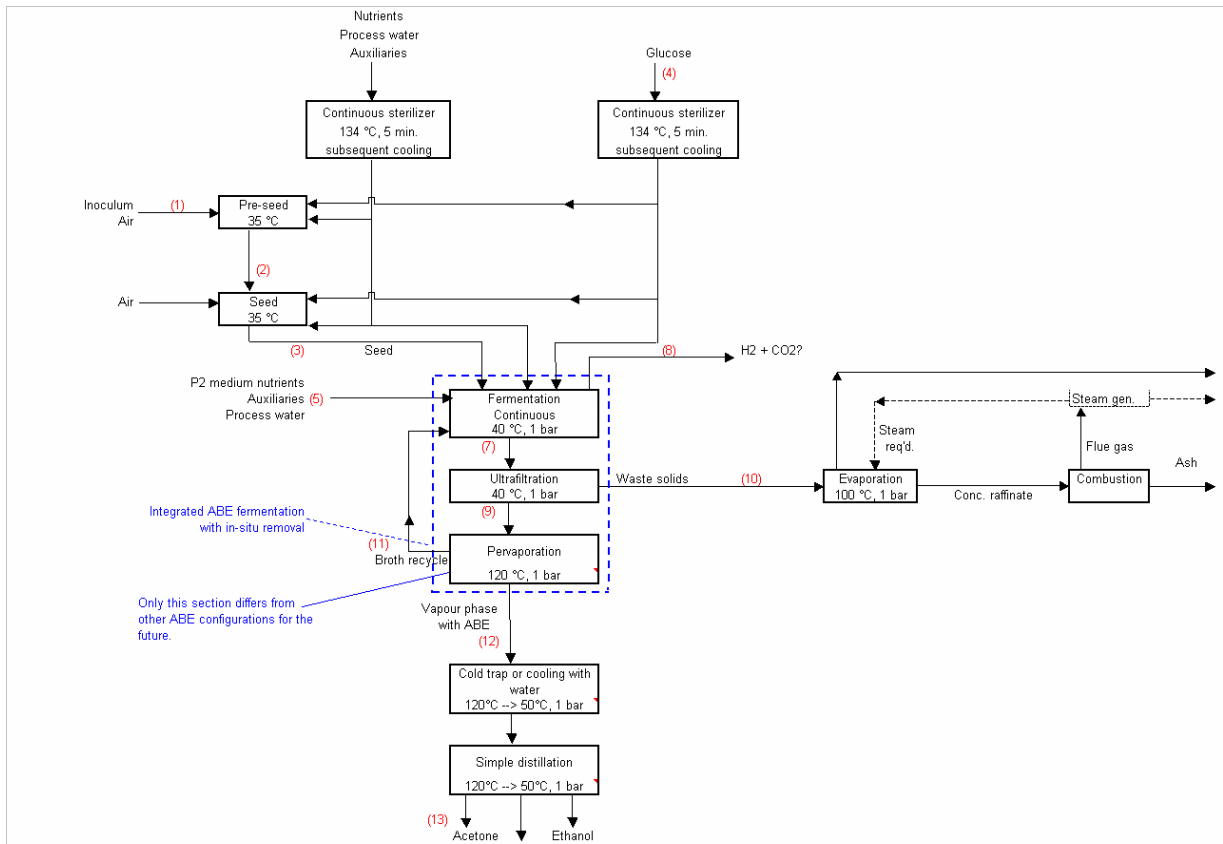 Nutrients
Process water
Auxiliaries
Glucose
(4)
Continuous sterilizer
134 °C, 5 min.
subsequent cooling
Continuous sterilizer
134 °C, 5 min.
subsequent cooling
Inoculum
Air
(1)
Pre-seed
35 °C
(2)
Air
Seed
35 °C
(3)
Seed
(8)
H2 + CO2?
P2 medium nutrients
Auxiliaries
Process water
(5)
Fermentation
Continuous
40 °C, 1 bar
(7)
Steam gen.
Steam
req'd.
Flue gas
Ultrafiltration
40 °C, 1 bar
Waste solids
(10)
Evaporation
100 °C, 1 bar
Conc. raffinate
Combustion
Ash
(9)
Integrated ABE fermentation
with in-situ removal
(11)
Broth recycle
Pervaporation
120 °C, 1 bar
Only this section differs from
other ABE configurations for the
future.
Vapour phase
with ABE
(12)
Cold trap or cooling with
water
120°C --> 50°C, 1 bar
Simple distillation
120°C --> 50°C, 1 bar
(13)
Acetone
Ethanol